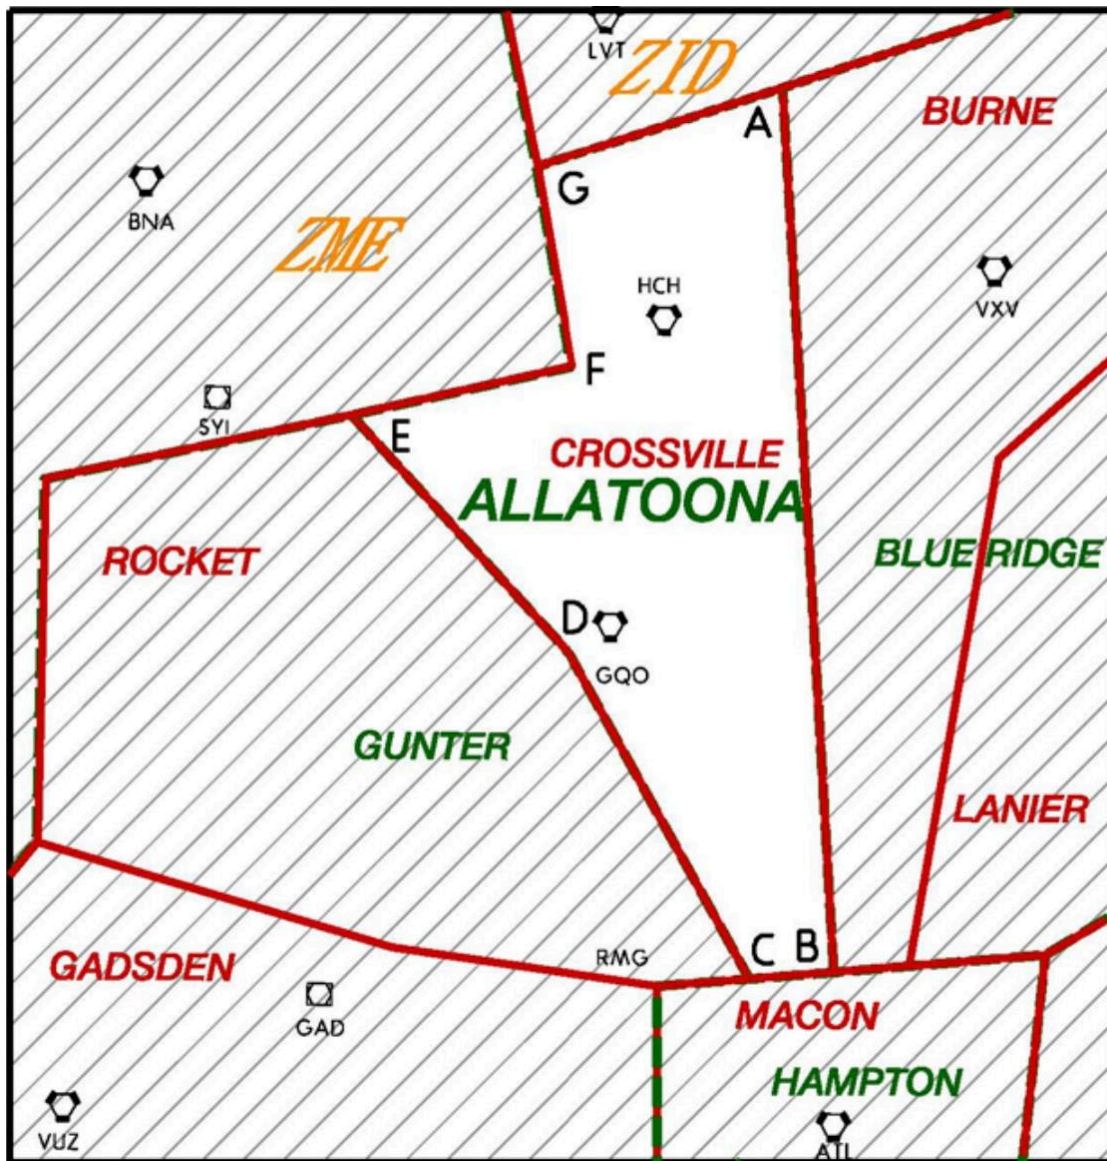 LVT
ZID
A
BURNE
BNA
G
ZME
HCH
VXV
F
SYI
E
CROSSVILLE
ALLATOONA
ROCKET
BLUE RIDGE
D
GQO
GUNTER
LANIER
RMG
C
B
GADSDEN
GAD
MACON
HAMPTON
VUZ
ATL